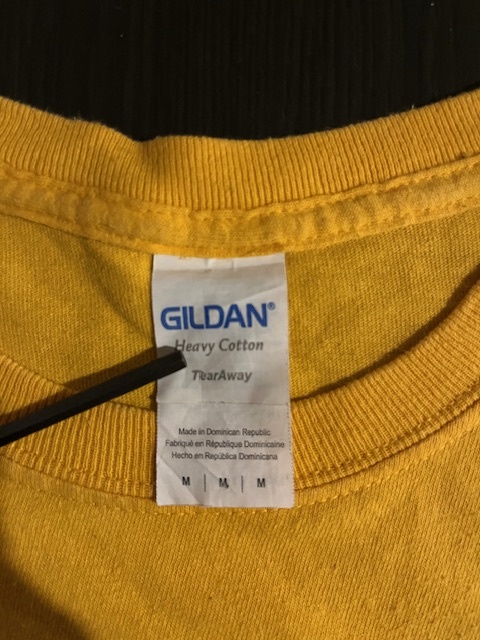 GILDAN®
Heavy Cotton
TearAway
Made in Dominican Republic
Fabriqué en République Dominicaine
Hecho en República Dominicana
M | M | M